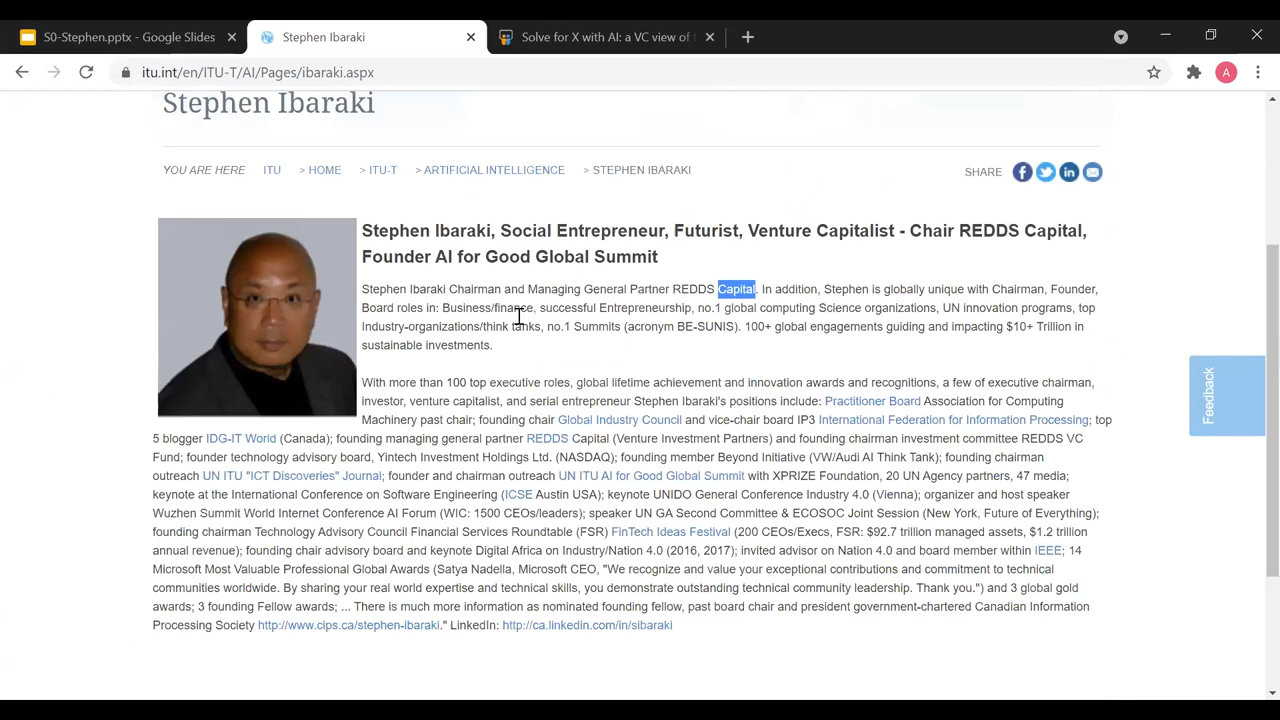 S0-Stephen.pptx - Google Slides
Stephen Ibaraki
Solve for X with AI: a VC view of
itu.int/en/ITU-T/AI/Pages/ibaraki.aspx
A
Stephen Ibaraki
YOU ARE HERE ITU > HOME > ITU-T > ARTIFICIAL INTELLIGENCE > STEPHEN IBARAKI
SHARE
Stephen Ibaraki, Social Entrepreneur, Futurist, Venture Capitalist - Chair REDDS Capital,
Founder AI for Good Global Summit
Stephen Ibaraki Chairman and Managing General Partner REDDS Capital. In addition, Stephen is globally unique with Chairman, Founder,
Board roles in: Business/finance, successful Entrepreneurship, no.1 global computing Science organizations, UN innovation programs, top
Industry-organizations/think tanks, no.1 Summits (acronym BE-SUNIS). 100+ global engagements guiding and impacting $10+ Trillion in
sustainable investments.
With more than 100 top executive roles, global lifetime achievement and innovation awards and recognitions, a few of executive chairman,
investor, venture capitalist, and serial entrepreneur Stephen Ibaraki's positions include: Practitioner Board Association for Computing
Machinery past chair; founding chair Global Industry Council and vice-chair board IP3 International Federation for Information Processing; top
5 blogger IDG-IT World (Canada); founding managing general partner REDDS Capital (Venture Investment Partners) and founding chairman investment committee REDDS VC
Fund; founder technology advisory board, Yintech Investment Holdings Ltd. (NASDAQ); founding member Beyond Initiative (VW/Audi AI Think Tank); founding chairman
outreach UN ITU "ICT Discoveries" Journal; founder and chairman outreach UN ITU AI for Good Global Summit with XPRIZE Foundation, 20 UN Agency partners, 47 media;
keynote at the International Conference on Software Engineering (ICSE Austin USA); keynote UNIDO General Conference Industry 4.0 (Vienna); organizer and host speaker
Wuzhen Summit World Internet Conference AI Forum (WIC: 1500 CEOs/leaders); speaker UN GA Second Committee & ECOSOC Joint Session (New York, Future of Everything);
founding chairman Technology Advisory Council Financial Services Roundtable (FSR) FinTech Ideas Festival (200 CEOs/Execs, FSR: $92.7 trillion managed assets, $1.2 trillion
annual revenue); founding chair advisory board and keynote Digital Africa on Industry/Nation 4.0 (2016, 2017); invited advisor on Nation 4.0 and board member within IEEE; 14
Microsoft Most Valuable Professional Global Awards (Satya Nadella, Microsoft CEO, "We recognize and value your exceptional contributions and commitment to technical
communities worldwide. By sharing your real world expertise and technical skills, you demonstrate outstanding technical community leadership. Thank you.") and 3 global gold
awards; 3 founding Fellow awards; ... There is much more information as nominated founding fellow, past board chair and president government-chartered Canadian Information
Processing Society http://www.cips.ca/stephen-ibaraki." LinkedIn: http://ca.linkedin.com/in/sibaraki
Feedback